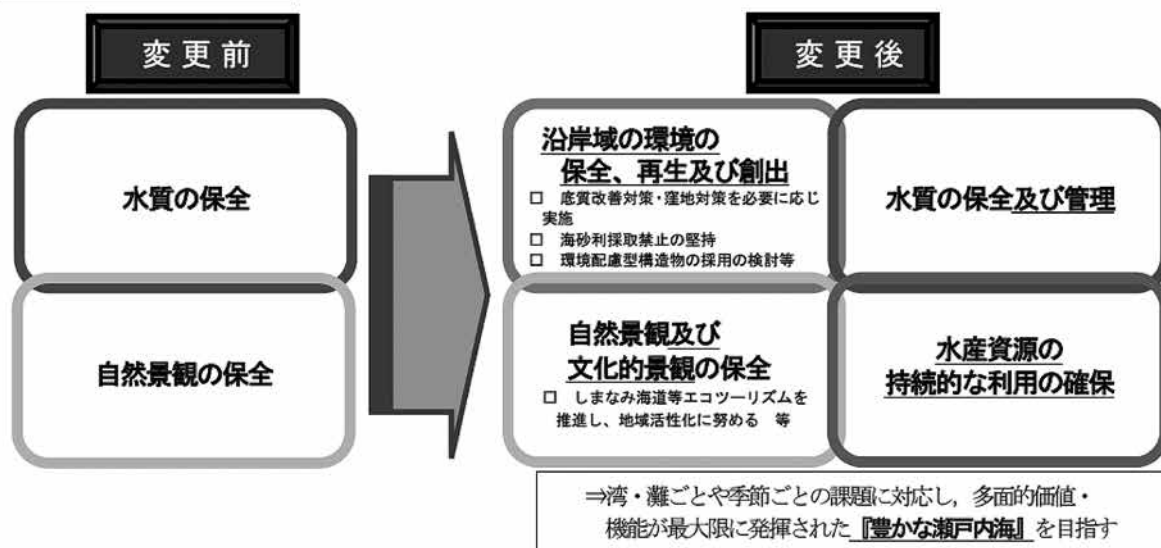 変更前
変更後
水質の保全
自然景観の保全
沿岸域の環境の
保全、再生及び創出
□ 底質改善対策・窪地対策を必要に応じ
実施
□ 海砂利採取禁止の堅持
□ 環境配慮型構造物の採用の検討等
水質の保全及び管理
自然景観及び
文化的景観の保全
□ しまなみ海道等エコツーリズムを
推進し、地域活性化に努める 等
水産資源の
持続的な利用の確保
⇒湾・灘ごとや季節ごとの課題に対応し，多面的価値・
機能が最大限に発揮された『豊かな瀬戸内海』を目指す